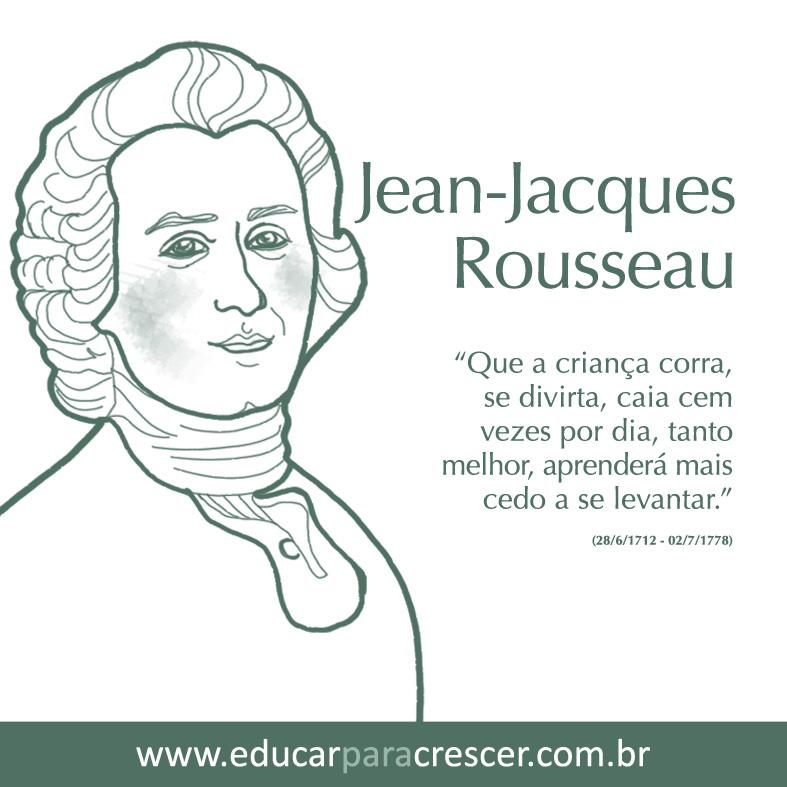 Jean-Jacques
Rousseau
“Que a criança corra,
se divirta, caia cem
vezes por dia, tanto
melhor, aprenderá mais
cedo a se levantar.”
(28/6/1712 - 02/7/1778)
www.educarparacrescer.com.br